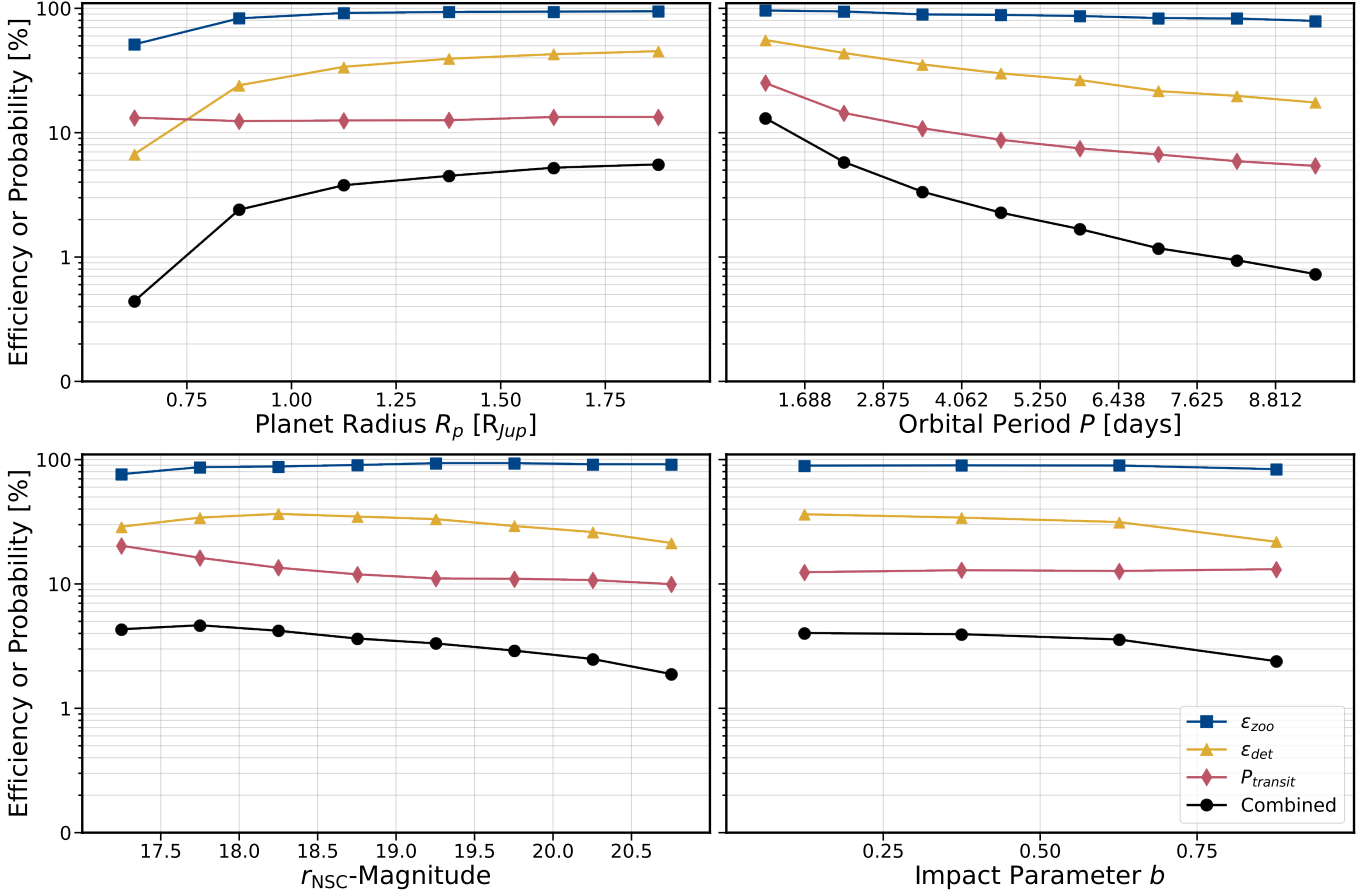 Efficiency or Probability [%]
100
10
1
0
0.75 1.00 1.25 1.50 1.75
Planet Radius Rₚ [R_Jup]
1.688 2.875 4.062 5.250 6.438 7.625 8.812
Orbital Period P [days]
Efficiency or Probability [%]
100
10
1
0
17.5 18.0 18.5 19.0 19.5 20.0 20.5
r_NSC-Magnitude
0.25 0.50 0.75
Impact Parameter b
ε_zoo
ε_det
P_transit
Combined